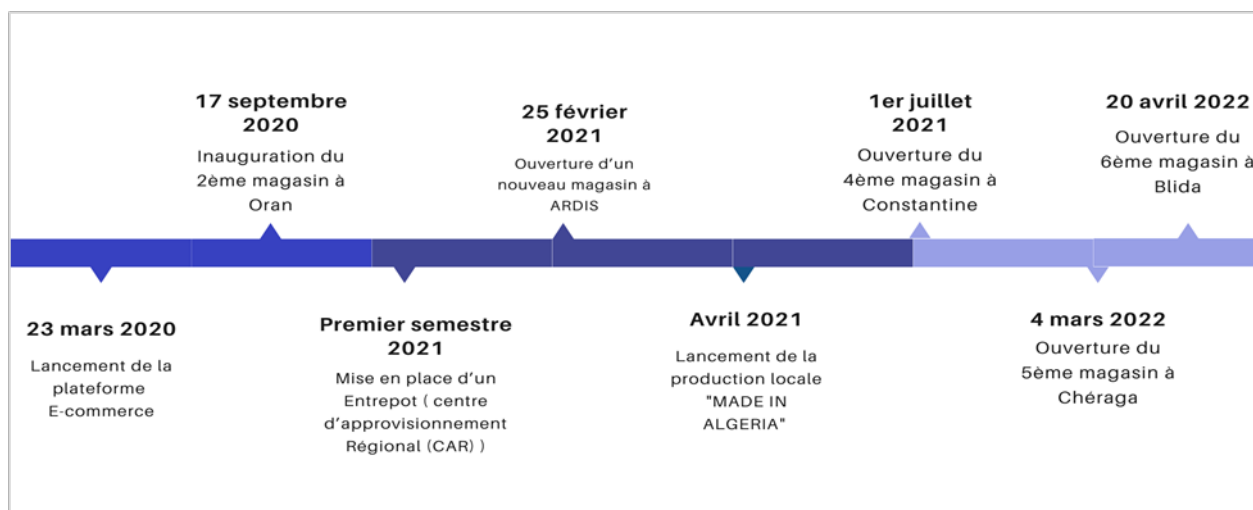 17 septembre
2020
Inauguration du
2ème magasin à
Oran
25 février
2021
Ouverture d'un
nouveau magasin à
ARDIS
1er juillet
2021
Ouverture du
4ème magasin à
Constantine
20 avril 2022
Ouverture du
6ème magasin à
Blida
23 mars 2020
Lancement de la
plateforme
E-commerce
Premier semestre
2021
Mise en place d'un
Entrepot ( centre
d'approvisionnement
Régional (CAR) )
Avril 2021
Lancement de la
production locale
"MADE IN
ALGERIA"
4 mars 2022
Ouverture du
5ème magasin à
Chéraga